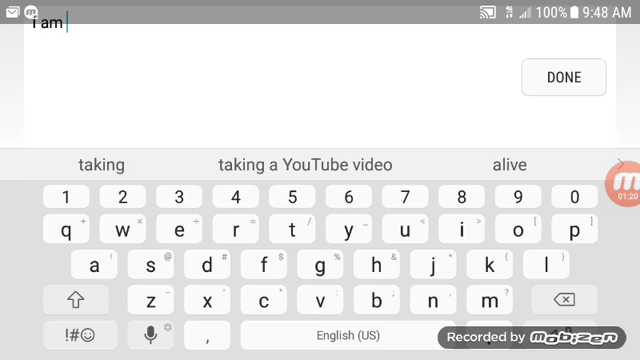 100% 9:48 AM
i am
DONE
taking taking a YouTube video alive
1 2 3 4 5 6 7 8 9 0
q w e r t y u i o p
a s d f g h j k l
z x c v b n m
!#☺ , English (US)
01:20
Recorded by mobizen